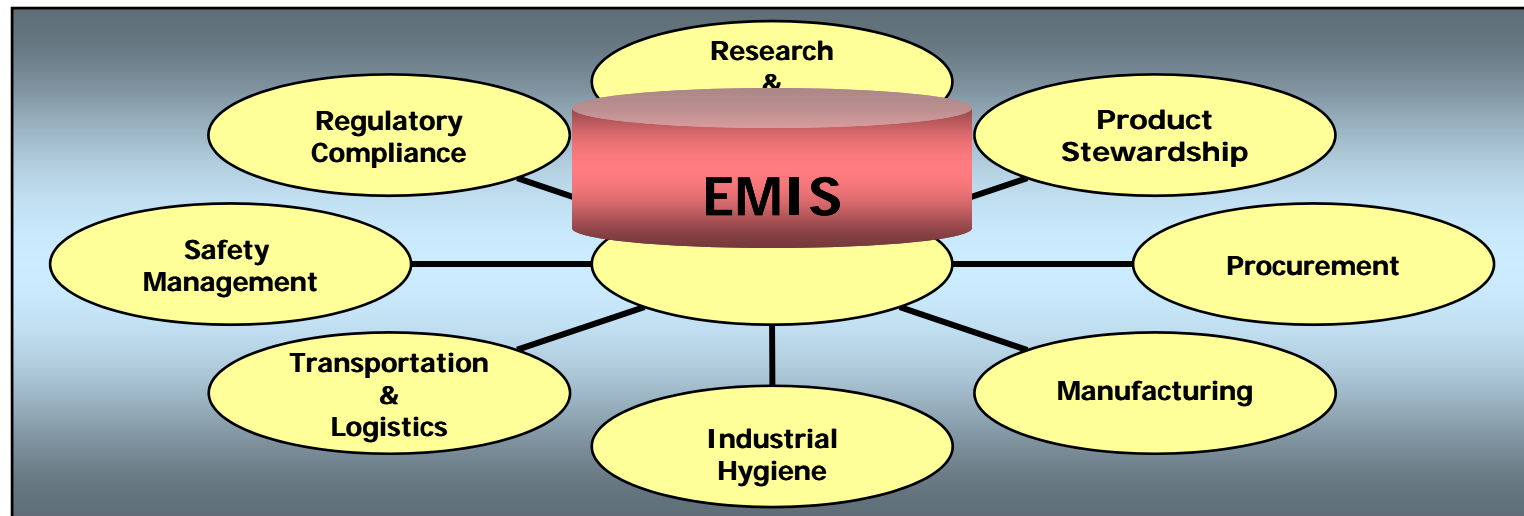 Research
&
Regulatory
Compliance
Product
Stewardship
EMIS
Safety
Management
Procurement
Transportation
&
Logistics
Manufacturing
Industrial
Hygiene